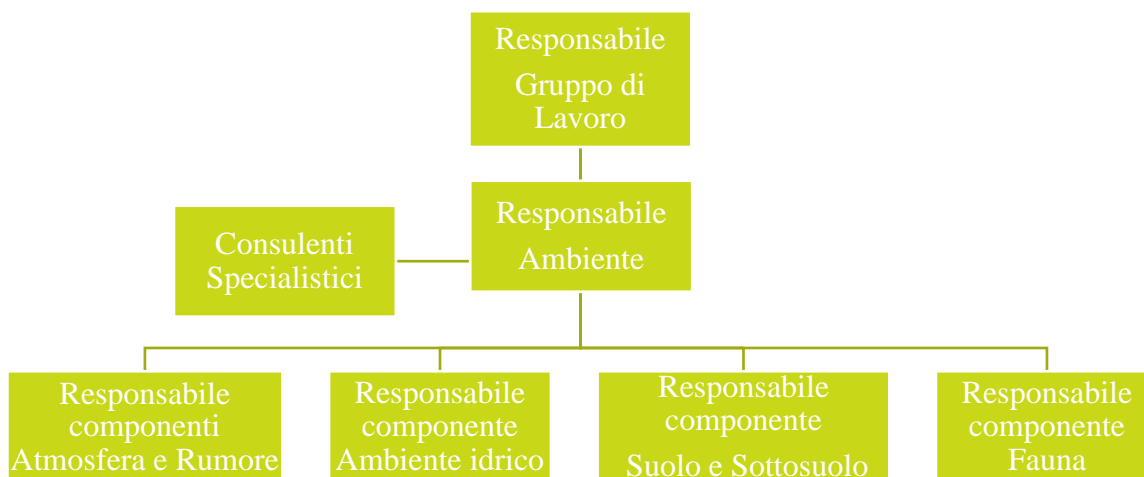 Responsabile
Gruppo di
Lavoro
Responsabile
Ambiente
Consulenti
Specialistici
Responsabile
componenti
Atmosfera e Rumore
Responsabile
componente
Ambiente idrico
Responsabile
componente
Suolo e Sottosuolo
Responsabile
componente
Fauna